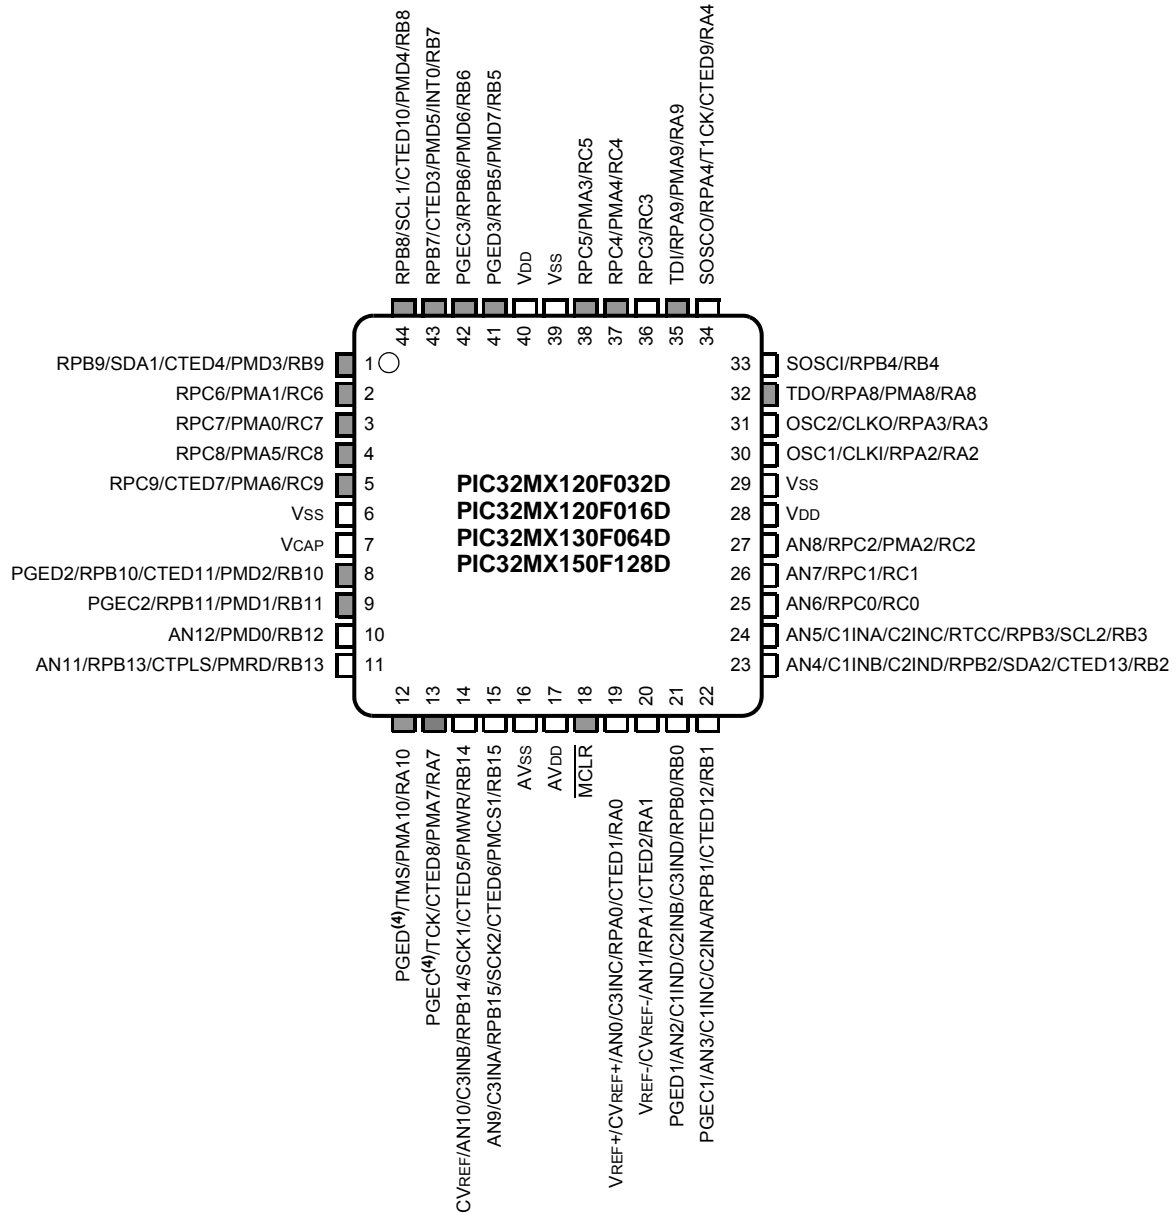 RPB8/SCL1/CTED10/PMD4/RB8
RPB7/CTED3/PMD5/INT0/RB7
PGEC3/RPB6/PMD6/RB6
PGED3/RPB5/PMD7/RB5
VDD
VSS
RPC5/PMA3/RC5
RPC4/PMA4/RC4
RPC3/RC3
TDI/RPA9/PMA9/RA9
SOSCO/RPA4/T1CK/CTED9/RA4
44 43 42 41 40 39 38 37 36 35 34
RPB9/SDA1/CTED4/PMD3/RB9 1
RPC6/PMA1/RC6 2
RPC7/PMA0/RC7 3
RPC8/PMA5/RC8 4
RPC9/CTED7/PMA6/RC9 5
VSS 6
VCAP 7
PGED2/RPB10/CTED11/PMD2/RB10 8
PGEC2/RPB11/PMD1/RB11 9
AN12/PMD0/RB12 10
AN11/RPB13/CTPLS/PMRD/RB13 11
PIC32MX120F032D
PIC32MX120F016D
PIC32MX130F064D
PIC32MX150F128D
33 SOSCI/RPB4/RB4
32 TDO/RPA8/PMA8/RA8
31 OSC2/CLKO/RPA3/RA3
30 OSC1/CLKI/RPA2/RA2
29 VSS
28 VDD
27 AN8/RPC2/PMA2/RC2
26 AN7/RPC1/RC1
25 AN6/RPC0/RC0
24 AN5/C1INA/C2INC/RTCC/RPB3/SCL2/RB3
23 AN4/C1INB/C2IND/RPB2/SDA2/CTED13/RB2
12 13 14 15 16 17 18 19 20 21 22
PGED(4)/TMS/PMA10/RA10
PGEC(4)/TCK/CTED8/PMA7/RA7
CVREF/AN10/C3INB/RPB14/SCK1/CTED5/PMWR/RB14
AN9/C3INA/RPB15/SCK2/CTED6/PMCS1/RB15
AVSS
AVDD
MCLR
VREF+/CVREF+/AN0/C3INC/RPA0/CTED1/RA0
VREF-/CVREF-/AN1/RPA1/CTED2/RA1
PGED1/AN2/C1IND/C2INB/C3IND/RPB0/RB0
PGEC1/AN3/C1INC/C2INA/RPB1/CTED12/RB1